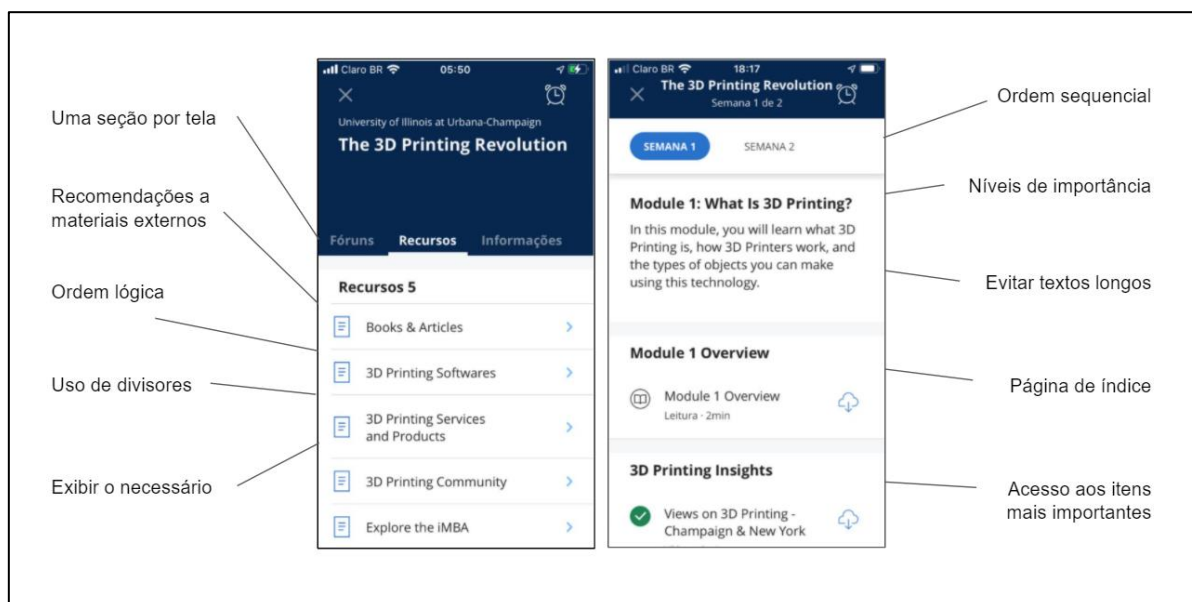 Uma seção por tela
Recomendações a
materiais externos
Ordem lógica
Uso de divisores
Exibir o necessário
Claro BR
05:50
University of Illinois at Urbana-Champaign
The 3D Printing Revolution
Fóruns Recursos Informações
Recursos 5
Books & Articles
3D Printing Softwares
3D Printing Services
and Products
3D Printing Community
Explore the iMBA
Claro BR
18:17
The 3D Printing Revolution
Semana 1 de 2
SEMANA 1 SEMANA 2
Module 1: What Is 3D Printing?
In this module, you will learn what 3D
Printing is, how 3D Printers work, and
the types of objects you can make
using this technology.
Module 1 Overview
Module 1 Overview
Leitura · 2min
3D Printing Insights
Views on 3D Printing -
Champaign & New York
Ordem sequencial
Níveis de importância
Evitar textos longos
Página de índice
Acesso aos itens
mais importantes